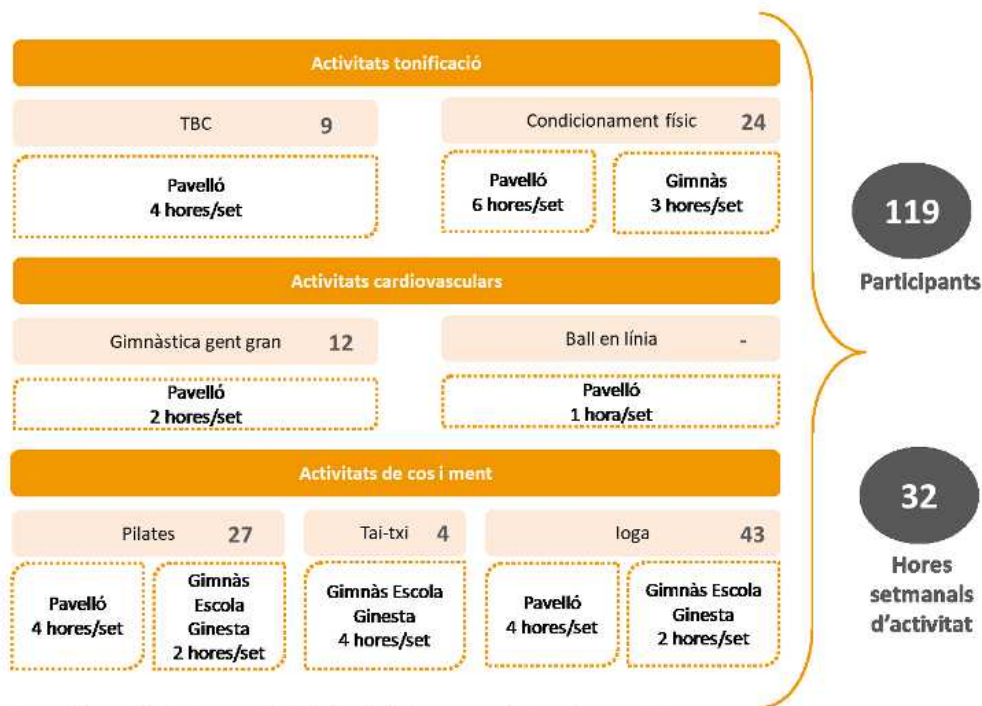 Activitats tonificació
TBC 9
Condicionament físic 24
Pavelló
4 hores/set
Pavelló
6 hores/set
Gimnàs
3 hores/set
Activitats cardiovasculars
Gimnàstica gent gran 12
Ball en línia -
Pavelló
2 hores/set
Pavelló
1 hora/set
Activitats de cos i ment
Pilates 27
Tai-txi 4
Ioga 43
Pavelló
4 hores/set
Gimnàs
Escola
Ginesta
2 hores/set
Gimnàs Escola
Ginesta
4 hores/set
Pavelló
4 hores/set
Gimnàs Escola
Ginesta
2 hores/set
119
Participants
32
Hores
setmanals
d'activitat